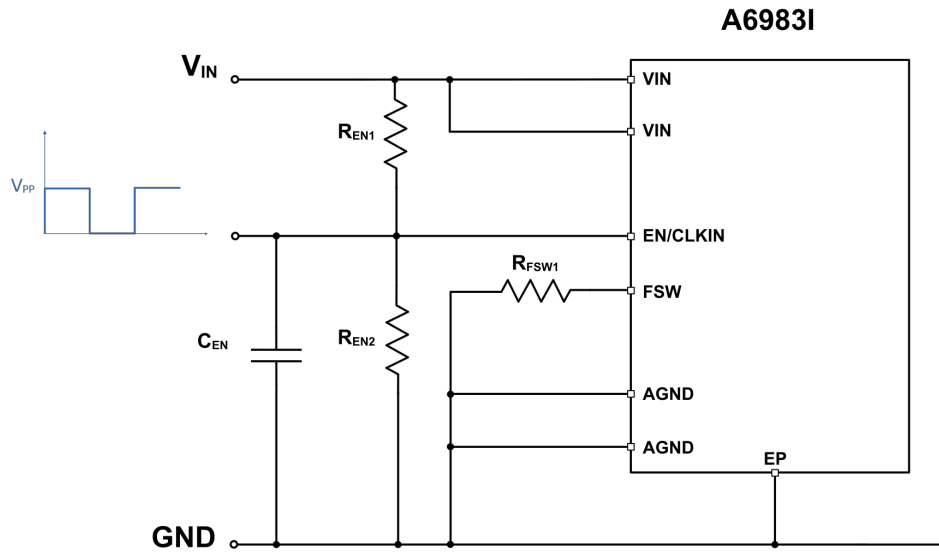 A6983I
VIN
VIN
REN1
VIN
VPP
EN/CLKIN
RFSW1
FSW
CEN
REN2
AGND
AGND
EP
GND